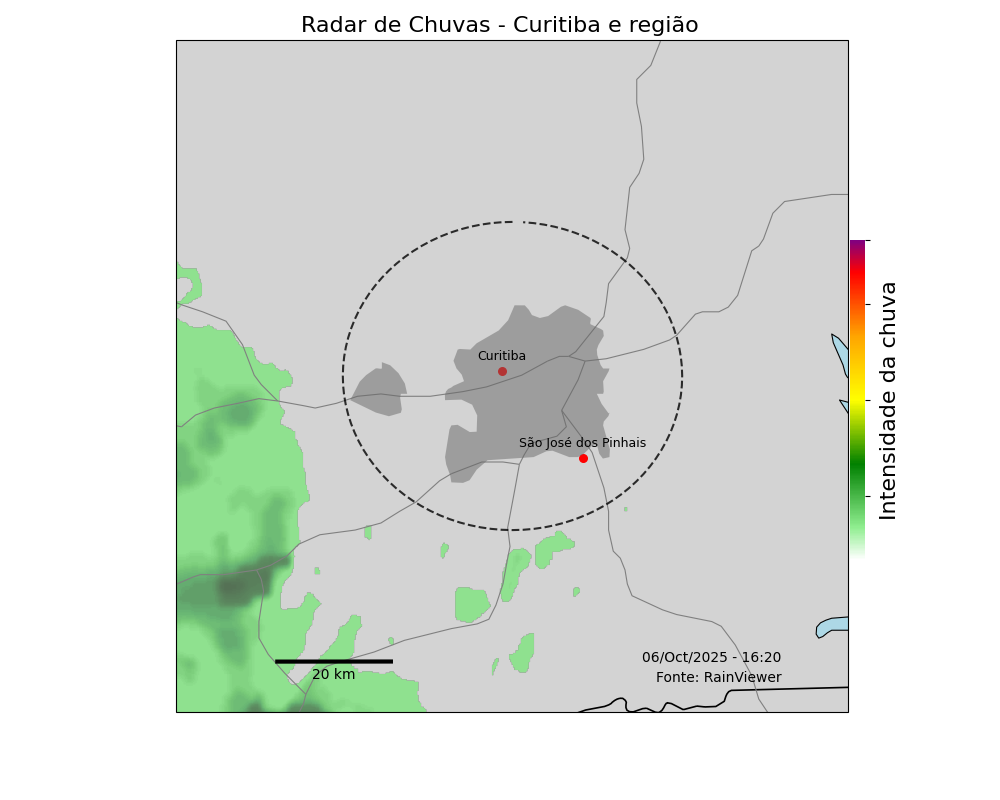 Radar de Chuvas - Curitiba e região
Curitiba
São José dos Pinhais
Intensidade da chuva
06/Oct/2025 - 16:20
20 km
Fonte: RainViewer